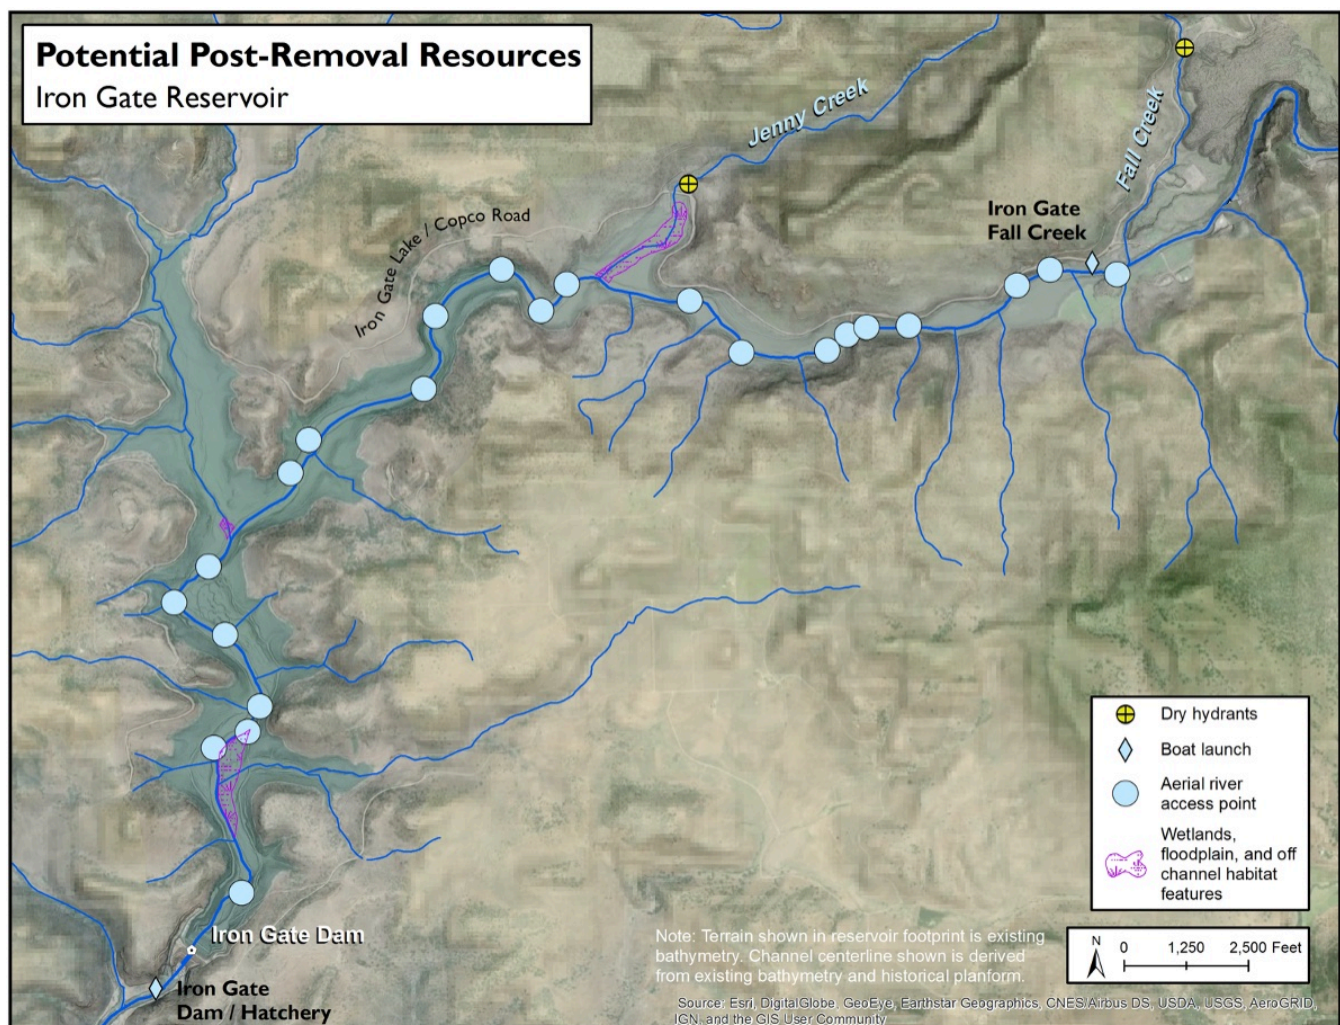 Potential Post-Removal Resources
Iron Gate Reservoir
Jenny Creek
Fall Creek
Iron Gate Lake / Copco Road
Iron Gate
Fall Creek
Dry hydrants
Boat launch
Aerial river
access point
Wetlands,
floodplain, and off
channel habitat
features
Iron Gate Dam
Iron Gate
Dam / Hatchery
Note: Terrain shown in reservoir footprint is existing
bathymetry. Channel centerline shown is derived
from existing bathymetry and historical planform.
N
0 1,250 2,500 Feet
Source: Esri, DigitalGlobe, GeoEye, Earthstar Geographics, CNES/Airbus DS, USDA, USGS, AeroGRID,
IGN, and the GIS User Community